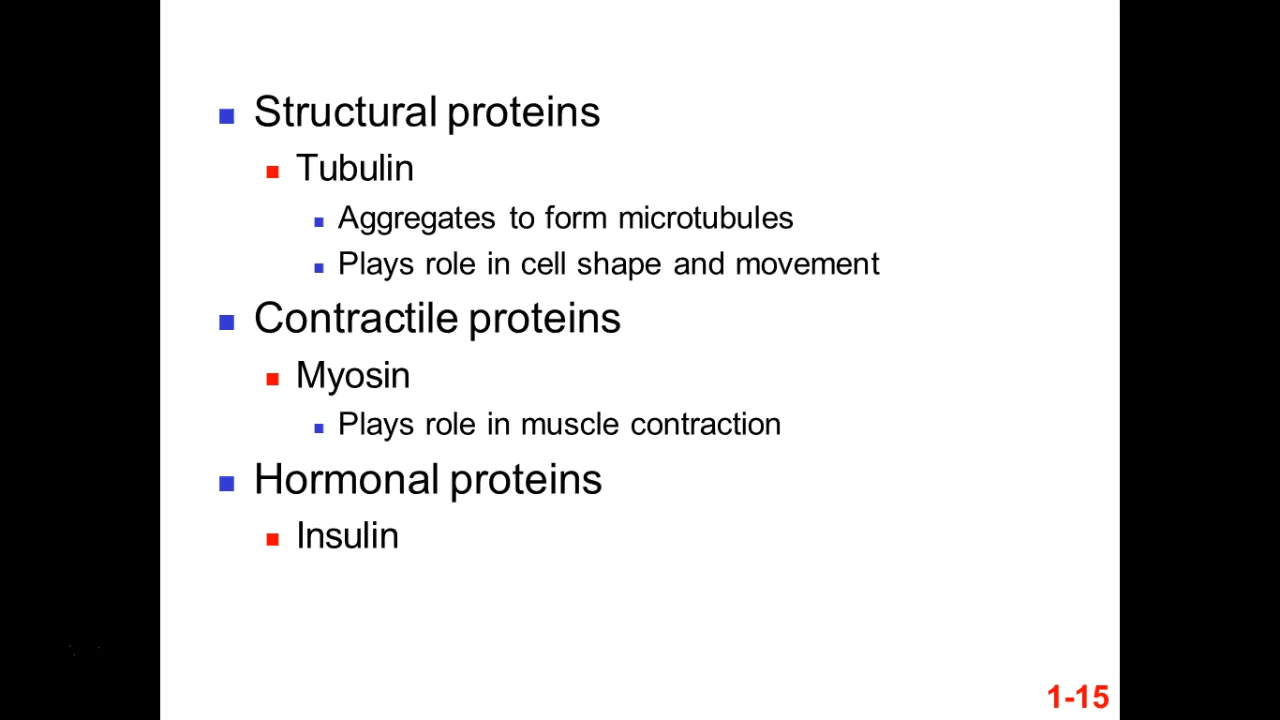 Structural proteins
Tubulin
Aggregates to form microtubules
Plays role in cell shape and movement
Contractile proteins
Myosin
Plays role in muscle contraction
Hormonal proteins
Insulin
1-15